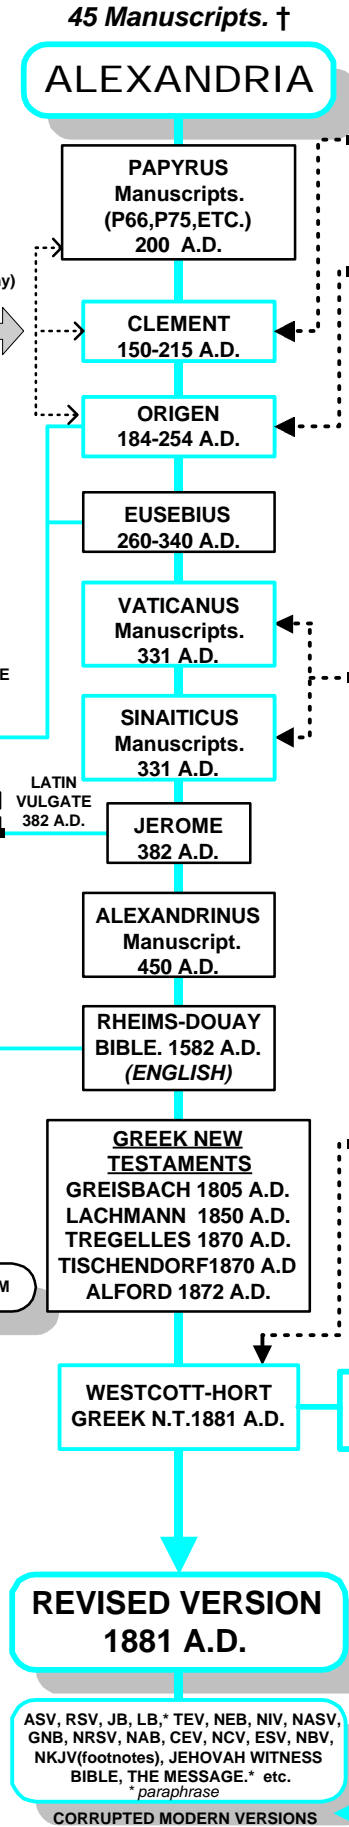 45 Manuscripts. †
ALEXANDRIA
PAPYRUS
Manuscripts.
(P66,P75,ETC.)
200 A.D.
CLEMENT
150-215 A.D.
ORIGEN
184-254 A.D.
EUSEBIUS
260-340 A.D.
VATICANUS
Manuscripts.
331 A.D.
SINAITICUS
Manuscripts.
331 A.D.
LATIN
VULGATE
382 A.D.
JEROME
382 A.D.
ALEXANDRINUS
Manuscript.
450 A.D.
RHEIMS-DOUAY
BIBLE. 1582 A.D.
(ENGLISH)
GREEK NEW
TESTAMENTS
GREISBACH 1805 A.D.
LACHMANN 1850 A.D.
TREGELLES 1870 A.D.
TISCHENDORF1870 A.D
ALFORD 1872 A.D.
WESTCOTT-HORT
GREEK N.T.1881 A.D.
REVISED VERSION
1881 A.D.
ASV, RSV, JB, LB,* TEV, NEB, NIV, NASV,
GNB, NRSV, NAB, CEV, NCV, ESV, NBV,
NKJV(footnotes), JEHOVAH WITNESS
BIBLE, THE MESSAGE.* etc.
* paraphrase
CORRUPTED MODERN VERSIONS